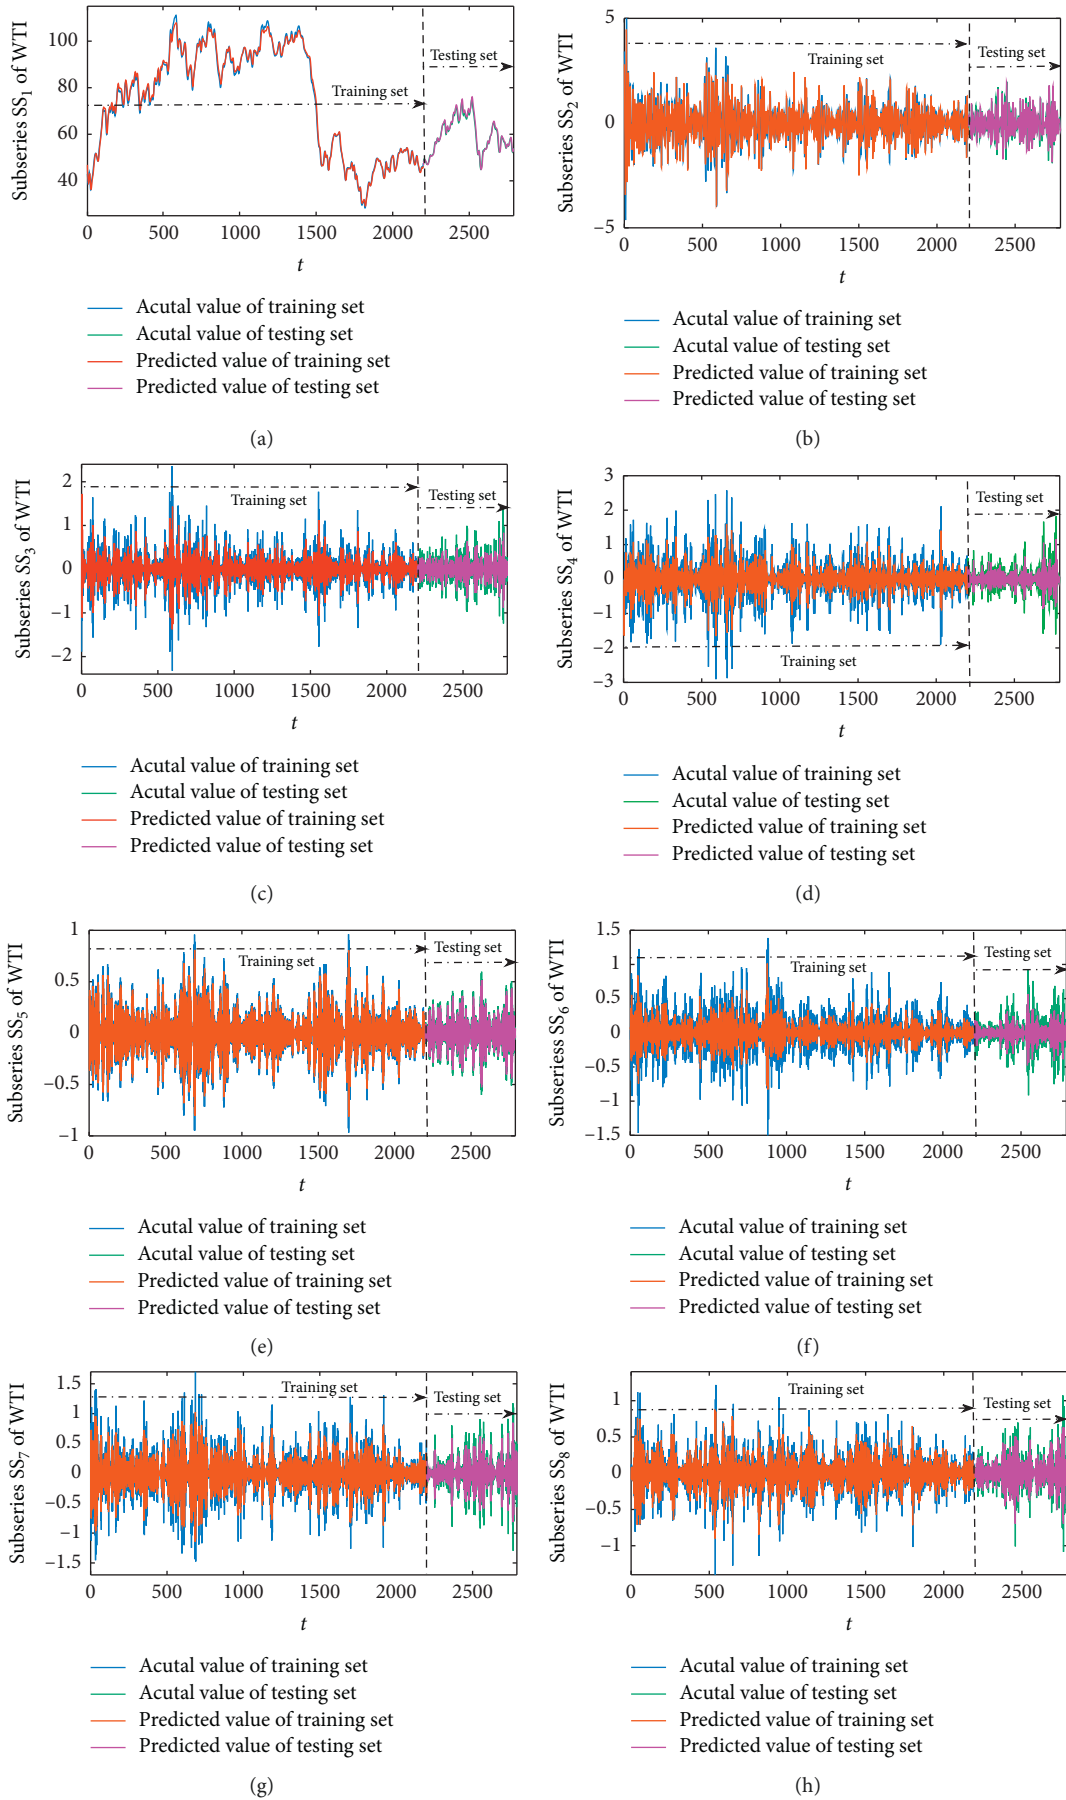 Subseries SS1 of WTI
100
80
60
40
Testing set
Training set
0 500 1000 1500 2000 2500
t
Acutal value of training set
Acutal value of testing set
Predicted value of training set
Predicted value of testing set
(a)
Subseries SS2 of WTI
5
0
−5
Training set
Testing set
0 500 1000 1500 2000 2500
t
Acutal value of training set
Acutal value of testing set
Predicted value of training set
Predicted value of testing set
(b)
Subseries SS3 of WTI
2
1
0
−1
−2
Training set
Testing set
0 500 1000 1500 2000 2500
t
Acutal value of training set
Acutal value of testing set
Predicted value of training set
Predicted value of testing set
(c)
Subseries SS4 of WTI
3
2
1
0
−1
−2
−3
Testing set
Training set
0 500 1000 1500 2000 2500
t
Acutal value of training set
Acutal value of testing set
Predicted value of training set
Predicted value of testing set
(d)
Subseries SS5 of WTI
1
0.5
0
−0.5
−1
Testing set
Training set
0 500 1000 1500 2000 2500
t
Acutal value of training set
Acutal value of testing set
Predicted value of training set
Predicted value of testing set
(e)
Subseriess SS6 of WTI
1.5
1
0.5
0
−0.5
−1
−1.5
Testing set
Training set
0 500 1000 1500 2000 2500
t
Acutal value of training set
Acutal value of testing set
Predicted value of training set
Predicted value of testing set
(f)
Subseries SS7 of WTI
1.5
1
0.5
0
−0.5
−1
−1.5
Training set
Testing set
0 500 1000 1500 2000 2500
t
Acutal value of training set
Acutal value of testing set
Predicted value of training set
Predicted value of testing set
(g)
Subseries SS8 of WTI
1
0.5
0
−0.5
−1
Training set
Testing set
0 500 1000 1500 2000 2500
t
Acutal value of training set
Acutal value of testing set
Predicted value of training set
Predicted value of testing set
(h)